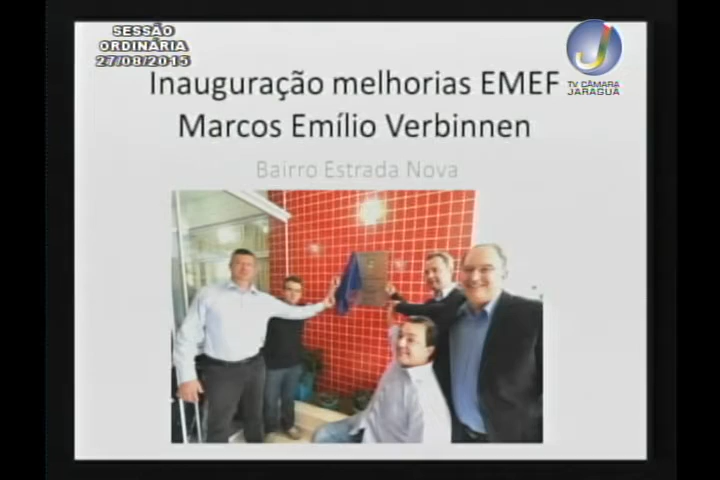 SESSÃO
ORDINÁRIA
27/08/2015
TV CÂMARA
JARAGUÁ
Inauguração melhorias EMEF
Marcos Emílio Verbinnen
Bairro Estrada Nova